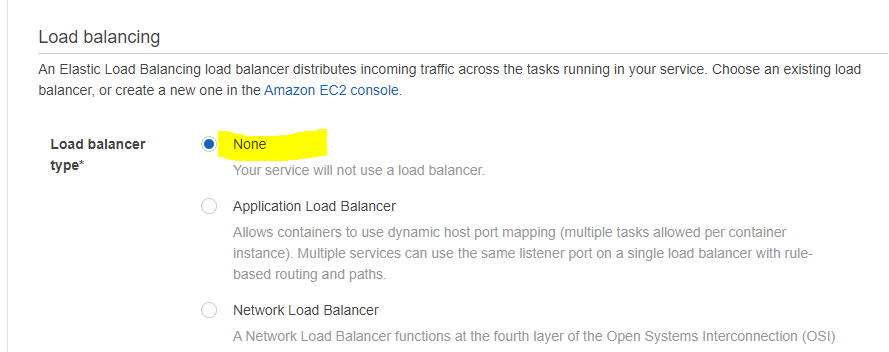 Load balancing
An Elastic Load Balancing load balancer distributes incoming traffic across the tasks running in your service. Choose an existing load
balancer, or create a new one in the Amazon EC2 console.
Load balancer
type*
None
Your service will not use a load balancer.
Application Load Balancer
Allows containers to use dynamic host port mapping (multiple tasks allowed per container
instance). Multiple services can use the same listener port on a single load balancer with rule-
based routing and paths.
Network Load Balancer
A Network Load Balancer functions at the fourth layer of the Open Systems Interconnection (OSI)